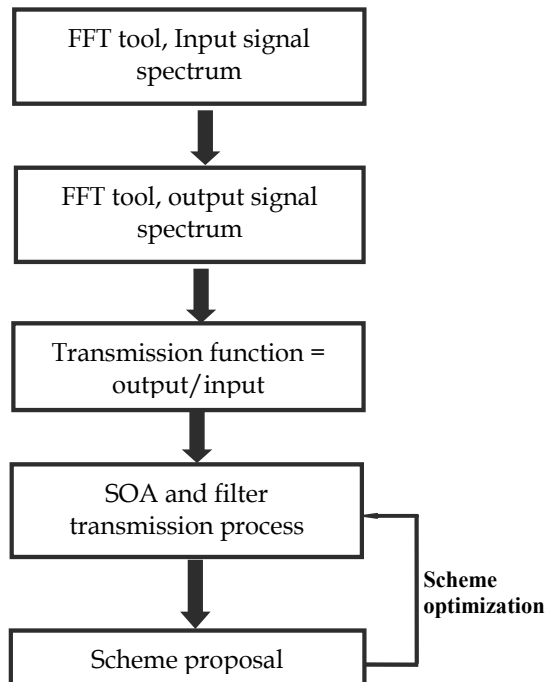 FFT tool, Input signal
spectrum
FFT tool, output signal
spectrum
Transmission function =
output/input
SOA and filter
transmission process
Scheme
optimization
Scheme proposal